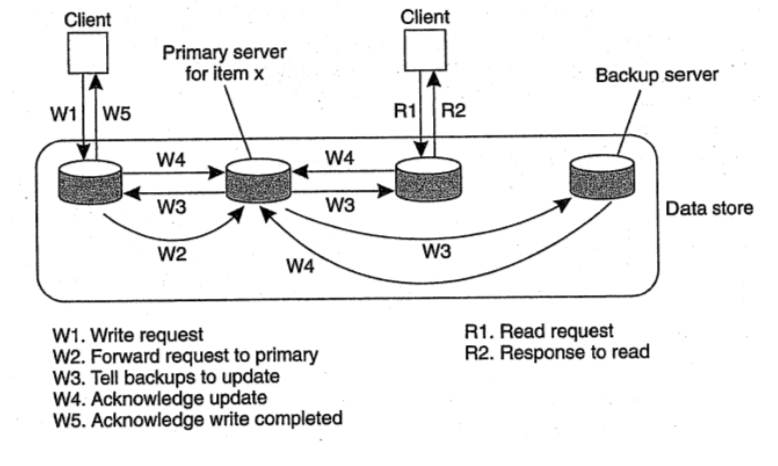 Client
Client
Primary server
for item x
Backup server
W1
W5
R1
R2
W4
W4
W3
W3
W2
W4
W3
Data store
W1. Write request
W2. Forward request to primary
W3. Tell backups to update
W4. Acknowledge update
W5. Acknowledge write completed
R1. Read request
R2. Response to read